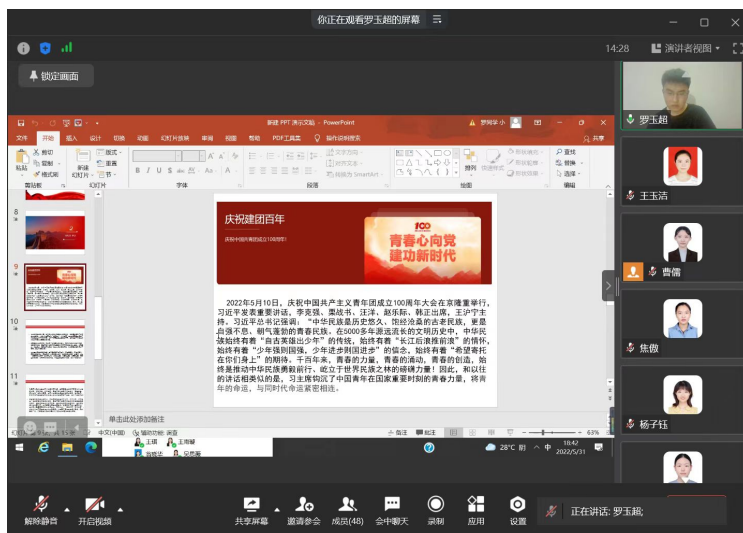 你正在观看罗玉超的屏幕
14:28 演讲者视图
锁定画面
新建 PPT 演示文稿 - PowerPoint
文件 开始 插入 设计 切换 动画 幻灯片放映 审阅 视图 帮助 PDF工具集 操作说明搜索 共享
剪切 版式 查找
复制 重置 替换
粘贴 格式刷 新建 幻灯片 节 排列 选择
剪贴板 幻灯片 字体 段落 绘图 编辑
8
9
10
11
庆祝建团百年
100
青春心向党
建功新时代
2022年5月10日，庆祝中国共产主义青年团成立100周年大会在京隆重举行，
习近平发表重要讲话，李克强、栗战书、汪洋、赵乐际、韩正出席，王沪宁主
持。习近平总书记强调：“中华民族是历史悠久、饱经沧桑的古老民族，更是
自强不息、朝气蓬勃的青春民族。在5000多年源远流长的文明历史中，中华民
族始终有着“自古英雄出少年”的传统，始终有着“长江后浪推前浪”的情怀，
始终有着“少年强则国强，少年进步则国进步”的信念，始终有着“希望寄托
在你们身上”的期待。千百年来，青春的力量，青春的涌动，青春的创造，始
终是推动中华民族勇毅前行、屹立于世界民族之林的磅礴力量！因此，和以往
的讲话相类似的是，习主席钩沉了中国青年在国家重要时刻的青春力量，将青
年的命运，与同时代命运紧密相连。
单击此处添加备注
中文(中国) 备注 批注 63%
28°C 阴 中 18:42
2022/5/31
罗玉超
王玉洁
曹儒
焦傲
杨子钰
解除静音 开启视频 共享屏幕 邀请参会 成员(48) 会中聊天 录制 应用 设置 正在讲话: 罗玉超;